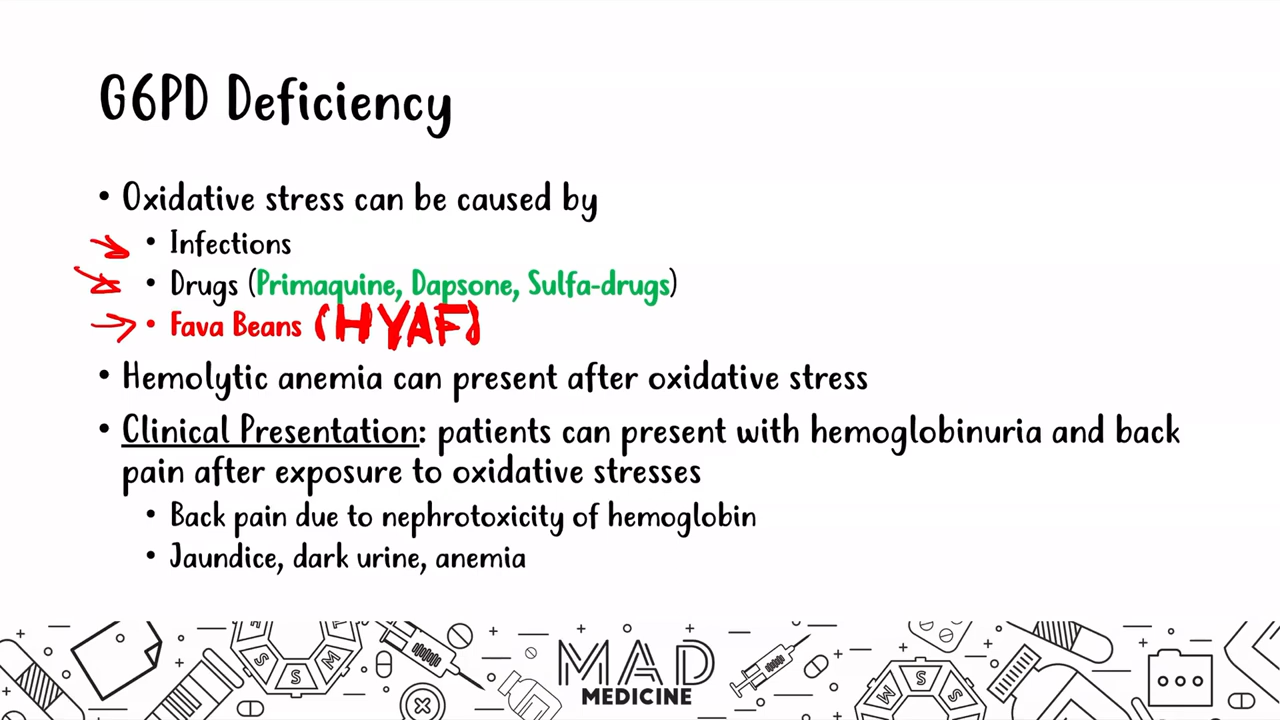 G6PD Deficiency
• Oxidative stress can be caused by
• Infections
• Drugs (Primaquine, Dapsone, Sulfa-drugs)
• Fava Beans (HYAF)
• Hemolytic anemia can present after oxidative stress
• Clinical Presentation: patients can present with hemoglobinuria and back
pain after exposure to oxidative stresses
• Back pain due to nephrotoxicity of hemoglobin
• Jaundice, dark urine, anemia
MAD
MEDICINE